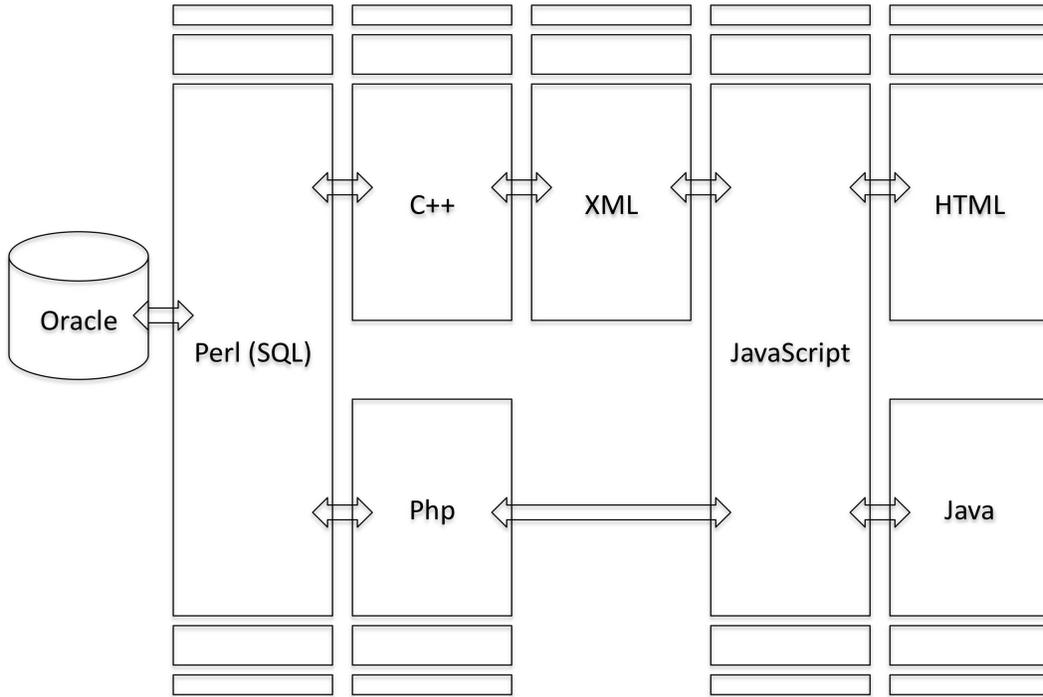 C++
XML
HTML
Oracle
Perl (SQL)
JavaScript
Php
Java